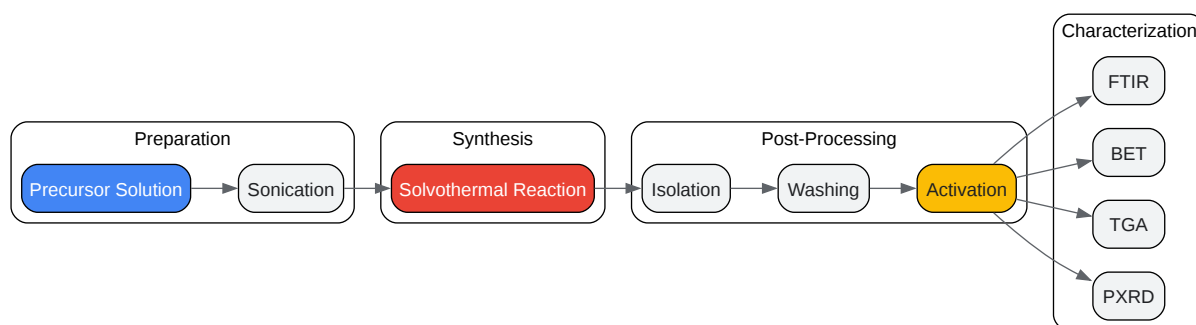 Preparation
Precursor Solution
Sonication
Synthesis
Solvothermal Reaction
Post-Processing
Isolation
Washing
Activation
Characterization
FTIR
BET
TGA
PXRD